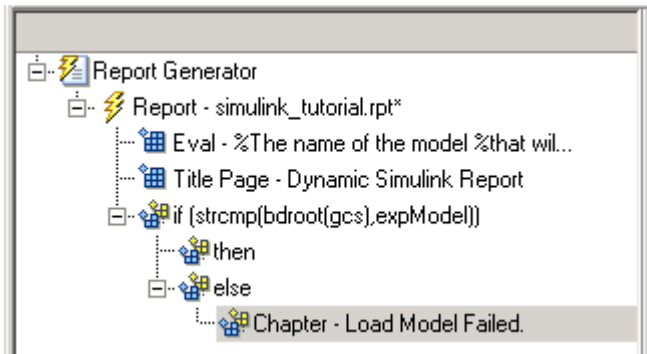 Report Generator
Report - simulink_tutorial.rpt*
Eval - %The name of the model %that wil...
Title Page - Dynamic Simulink Report
if (strcmp(bdroot(gcs),expModel))
then
else
Chapter - Load Model Failed.